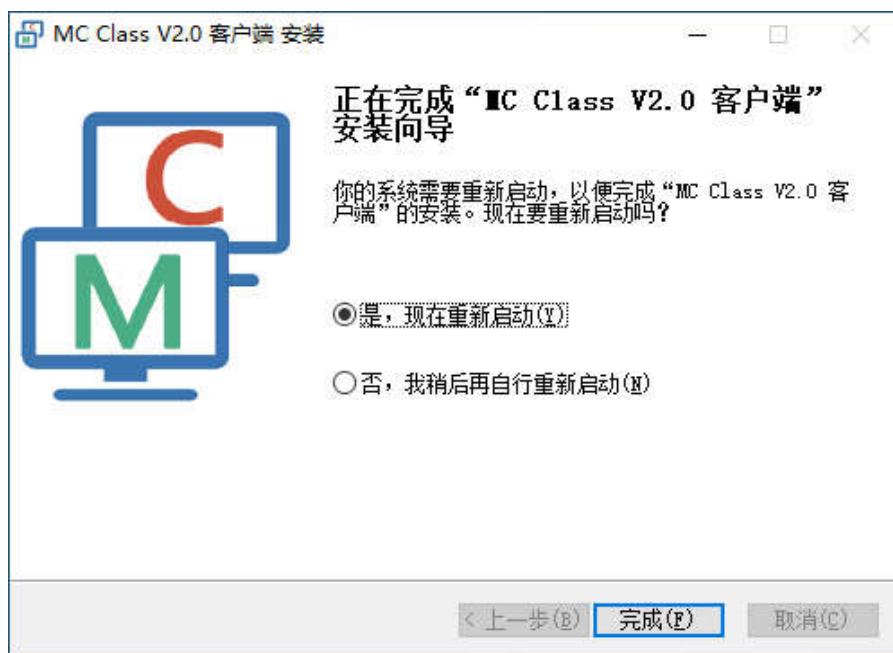 MC Class V2.0 客户端 安装
正在完成“MC Class V2.0 客户端”
安装向导
你的系统需要重新启动，以便完成“MC Class V2.0 客
户端”的安装。现在要重新启动吗？
是，现在重新启动(Y)
否，我稍后再自行重新启动(N)
C
M
< 上一步(B)
完成(F)
取消(C)